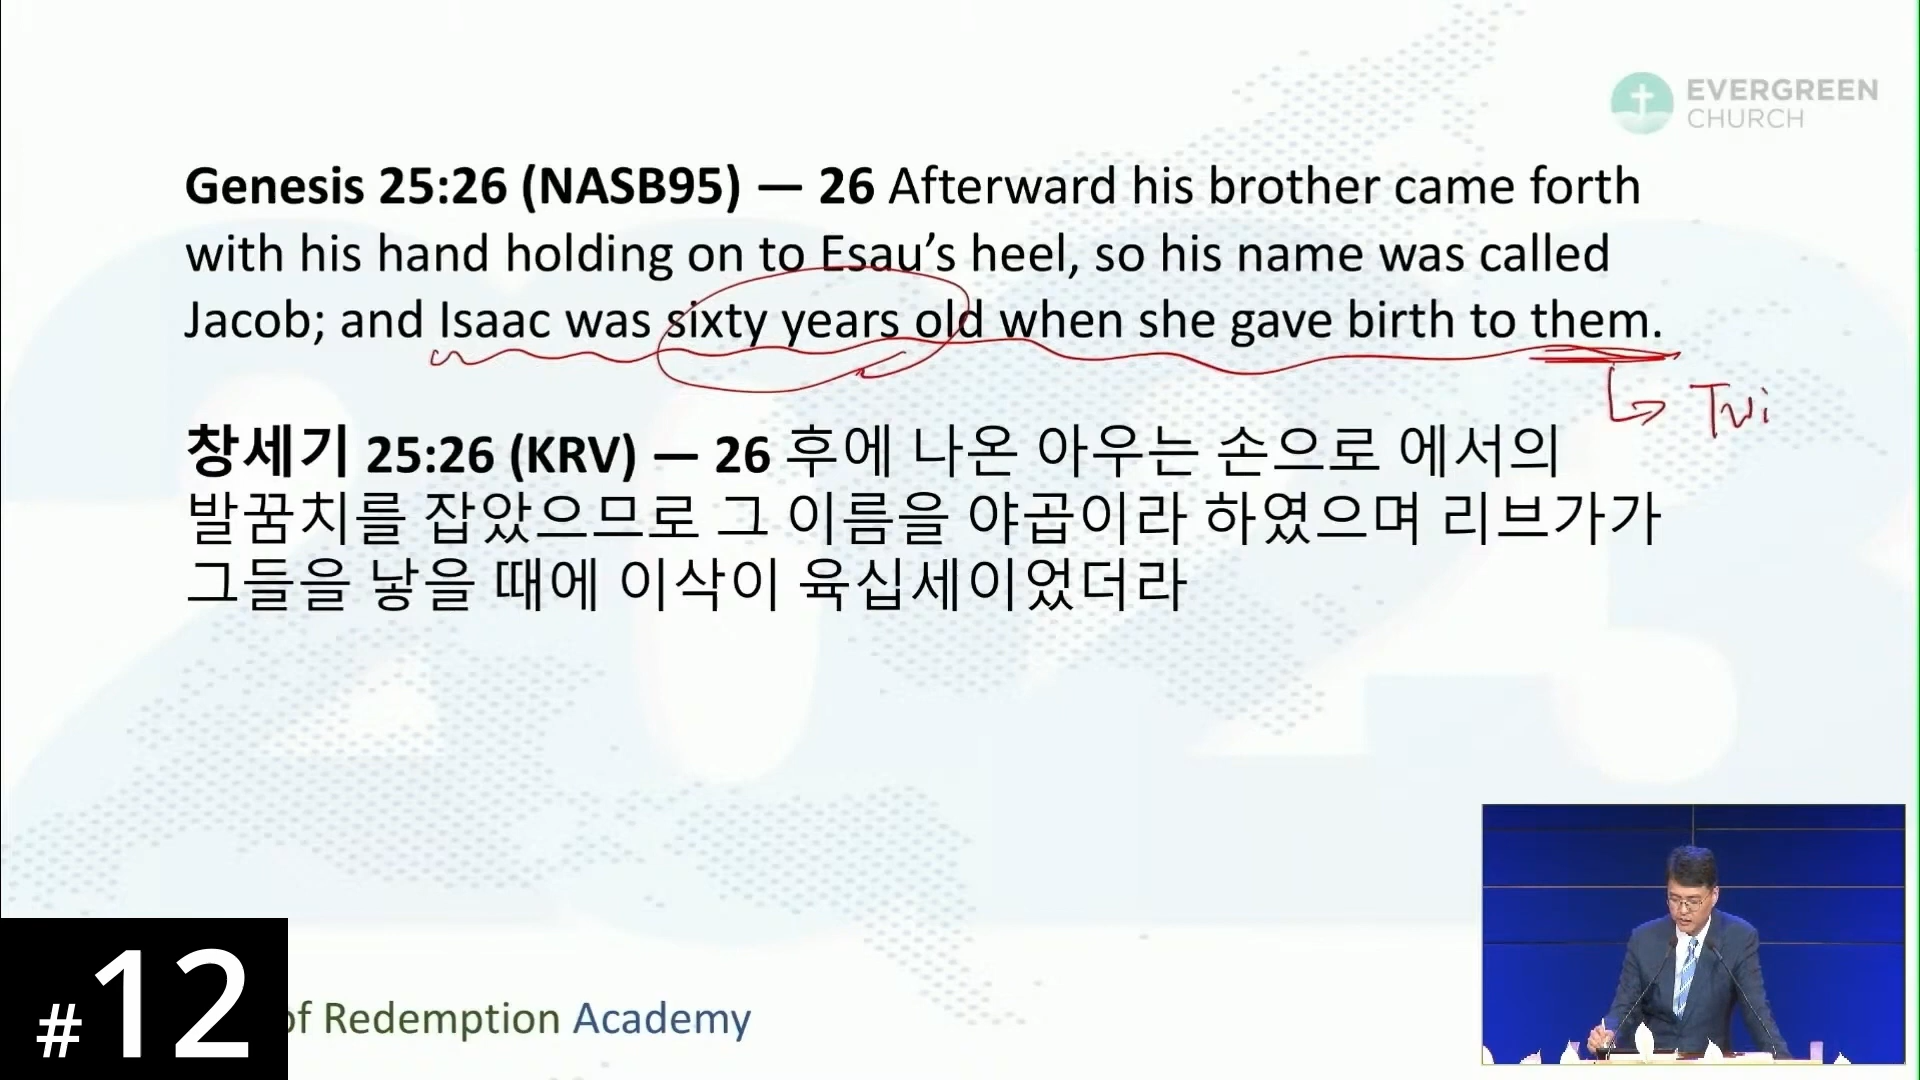 EVERGREEN
CHURCH
Genesis 25:26 (NASB95) — 26 Afterward his brother came forth
with his hand holding on to Esau’s heel, so his name was called
Jacob; and Isaac was sixty years old when she gave birth to them.
Twi
창세기 25:26 (KRV) — 26 후에 나온 아우는 손으로 에서의
발꿈치를 잡았으므로 그 이름을 야곱이라 하였으며 리브가가
그들을 낳을 때에 이삭이 육십세이었더라
#12
of Redemption Academy